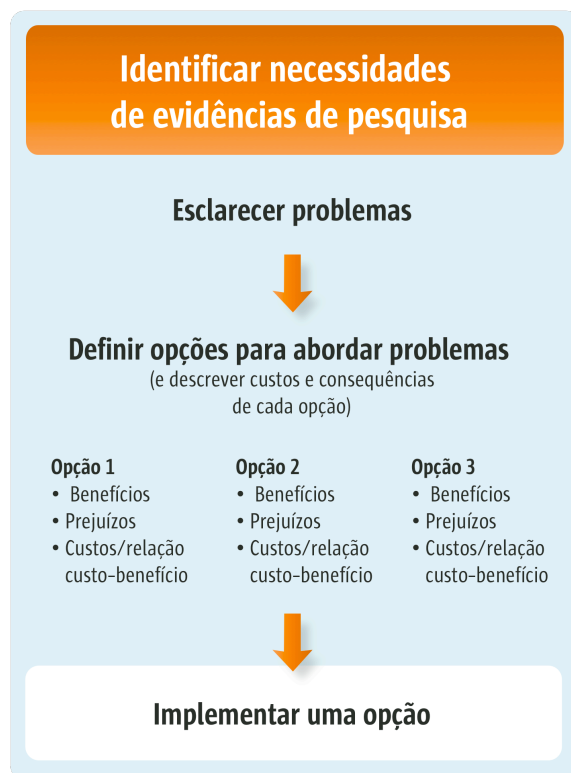 Identificar necessidades
de evidências de pesquisa
Esclarecer problemas
Definir opções para abordar problemas
(e descrever custos e consequências
de cada opção)
Opção 1
• Benefícios
• Prejuízos
• Custos/relação
custo-benefício
Opção 2
• Benefícios
• Prejuízos
• Custos/relação
custo-benefício
Opção 3
• Benefícios
• Prejuízos
• Custos/relação
custo-benefício
Implementar uma opção